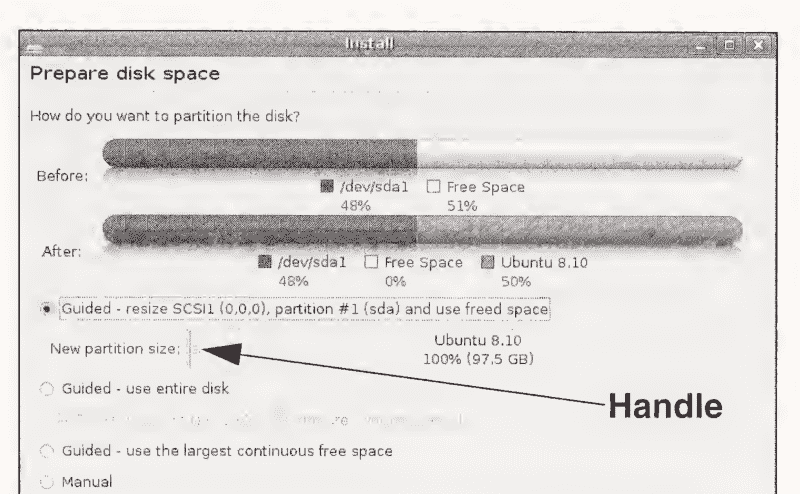 Install
Prepare disk space
How do you want to partition the disk?
Before:
/dev/sda1 Free Space
48% 51%
After:
/dev/sda1 Free Space Ubuntu 8.10
48% 0% 50%
Guided - resize SCSI1 (0,0,0), partition #1 (sda) and use freed space
New partition size:
Ubuntu 8.10
100% (97.5 GB)
Guided - use entire disk
Handle
Guided - use the largest continuous free space
Manual